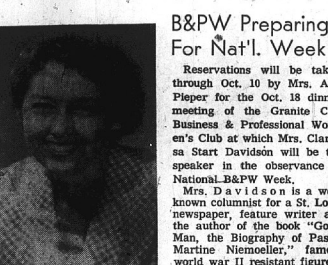 B&PW Preparing
For Nat'l. Week
Reservations will be tak
through Oct. 10 by Mrs. A
Pieper for the Oct. 18 dinn
meeting of the Granite C
Business & Professional Wo
en's Club at which Mrs. Clar
sa Start Davidson will be t
speaker in the observance
National B&PW Week.
Mrs. Davidson is a we
known columnist for a St. Lo
newspaper, feature writer a
the author of the book "Go
Man, the Biography of Pas
Martine Niemoeller," fame
world war II resistant figure